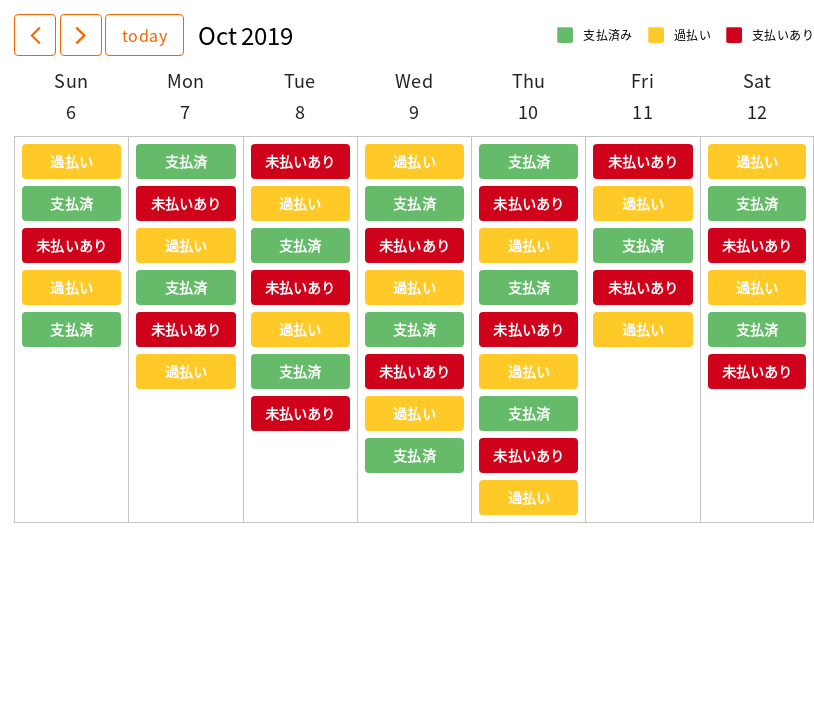 today Oct 2019 支払済み 過払い 支払いあり
Sun Mon Tue Wed Thu Fri Sat
6 7 8 9 10 11 12
過払い 支払済 未払いあり 過払い 支払済 未払いあり 過払い
支払済 未払いあり 過払い 支払済 未払いあり 過払い 支払済
未払いあり 過払い 支払済 未払いあり 過払い 支払済 未払いあり
過払い 支払済 未払いあり 過払い 支払済 未払いあり 過払い
支払済 未払いあり 過払い 支払済 未払いあり 過払い 支払済
過払い 支払済 未払いあり 過払い 未払いあり
未払いあり 過払い 支払済
支払済 未払いあり
過払い